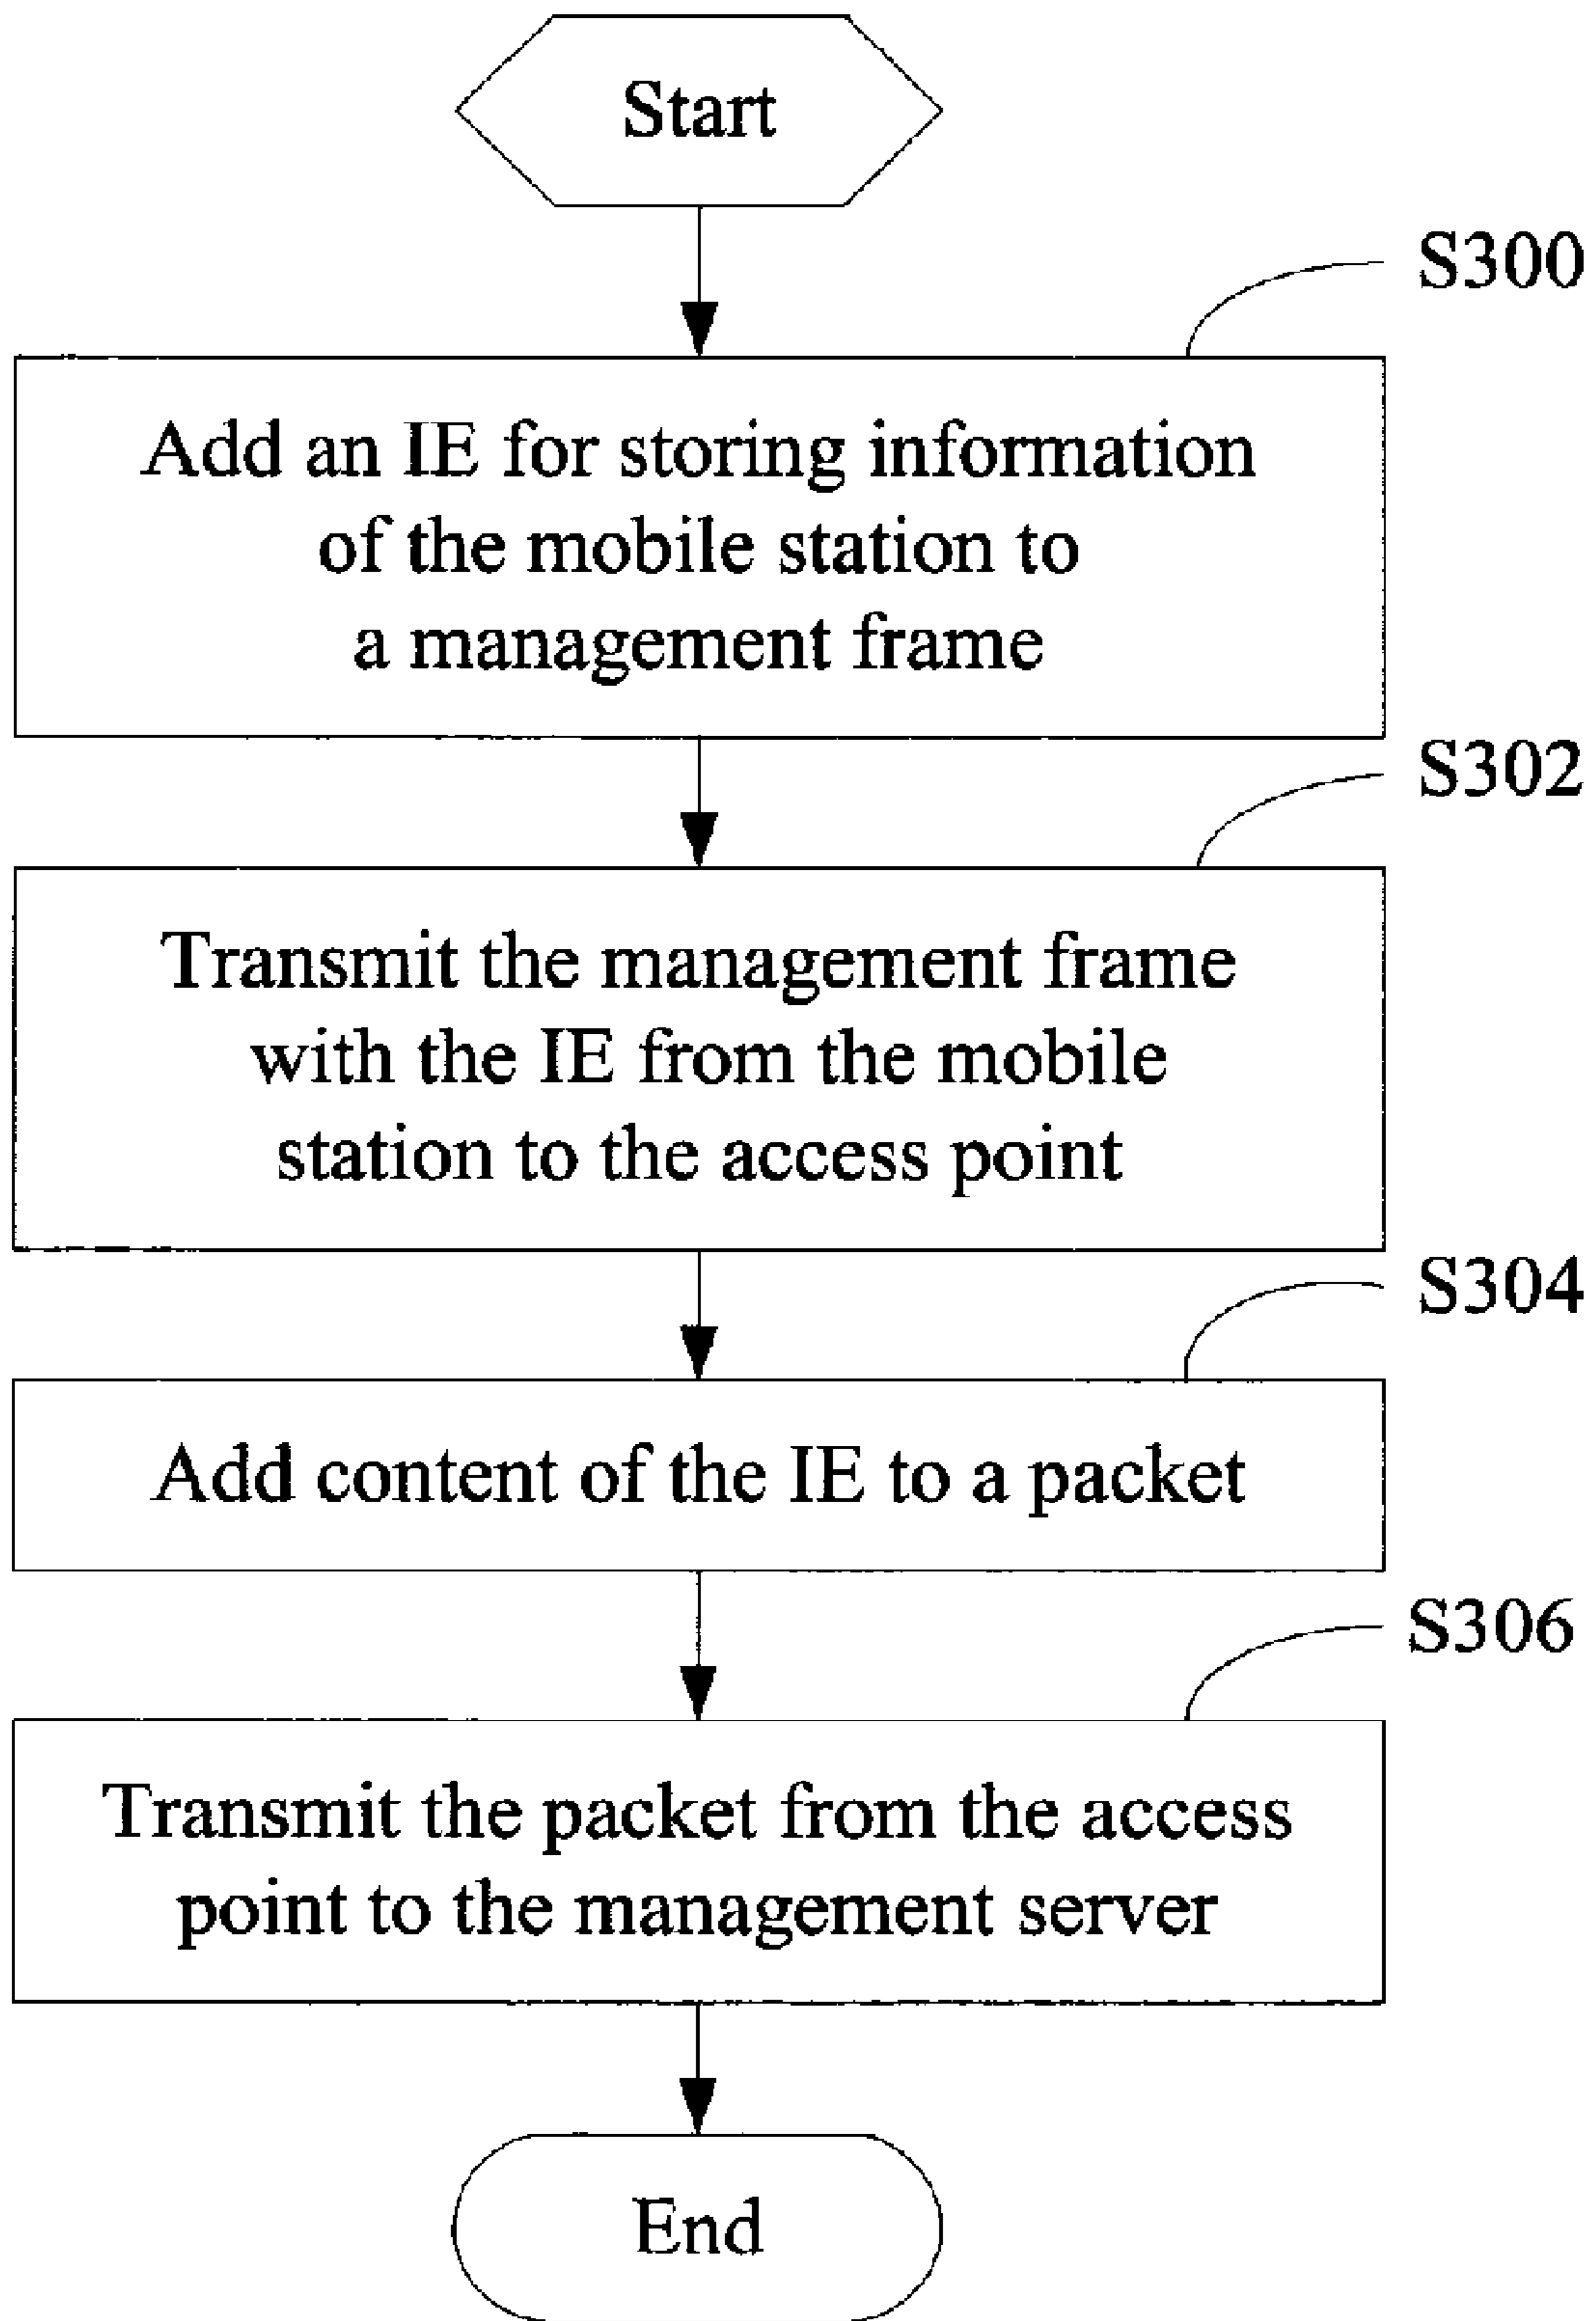 Start
S300
Add an IE for storing information
of the mobile station to
a management frame
S302
Transmit the management frame
with the IE from the mobile
station to the access point
S304
Add content of the IE to a packet
S306
Transmit the packet from the access
point to the management server
End